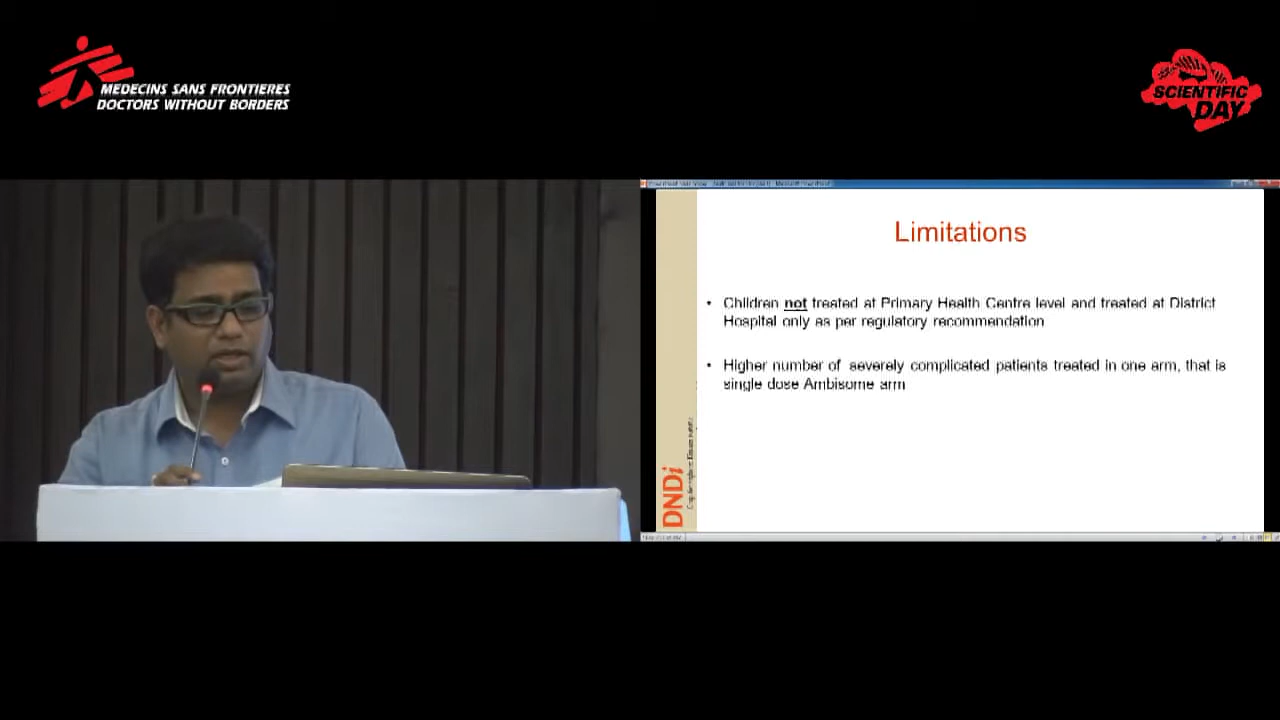 MEDECINS SANS FRONTIERES
DOCTORS WITHOUT BORDERS
SCIENTIFIC
DAY
Limitations
• Children not treated at Primary Health Centre level and treated at District
Hospital only as per regulatory recommendation
• Higher number of severely complicated patients treated in one arm, that is
single dose Ambisome arm
DNDi